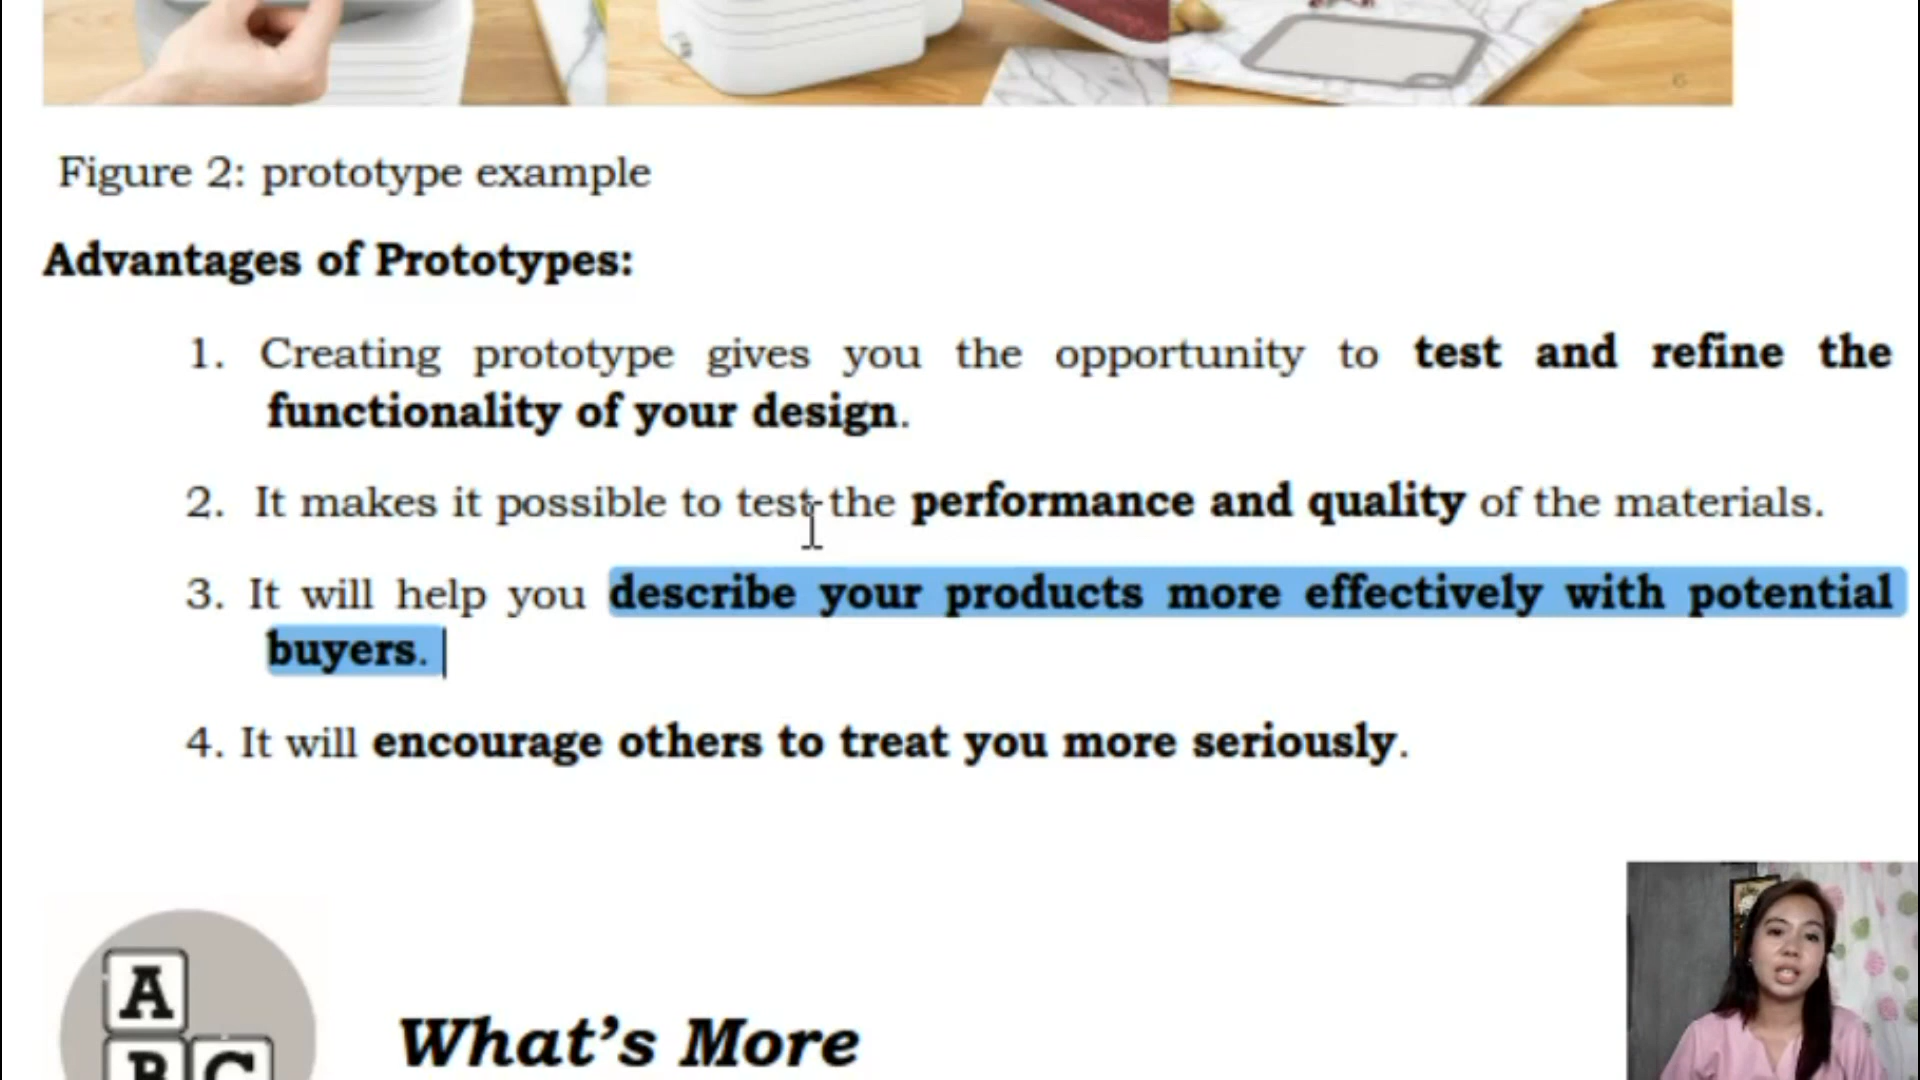 6
Figure 2: prototype example
Advantages of Prototypes:
1. Creating prototype gives you the opportunity to test and refine the
functionality of your design.
2. It makes it possible to test the performance and quality of the materials.
3. It will help you describe your products more effectively with potential
buyers.
4. It will encourage others to treat you more seriously.
A
B C
What's More